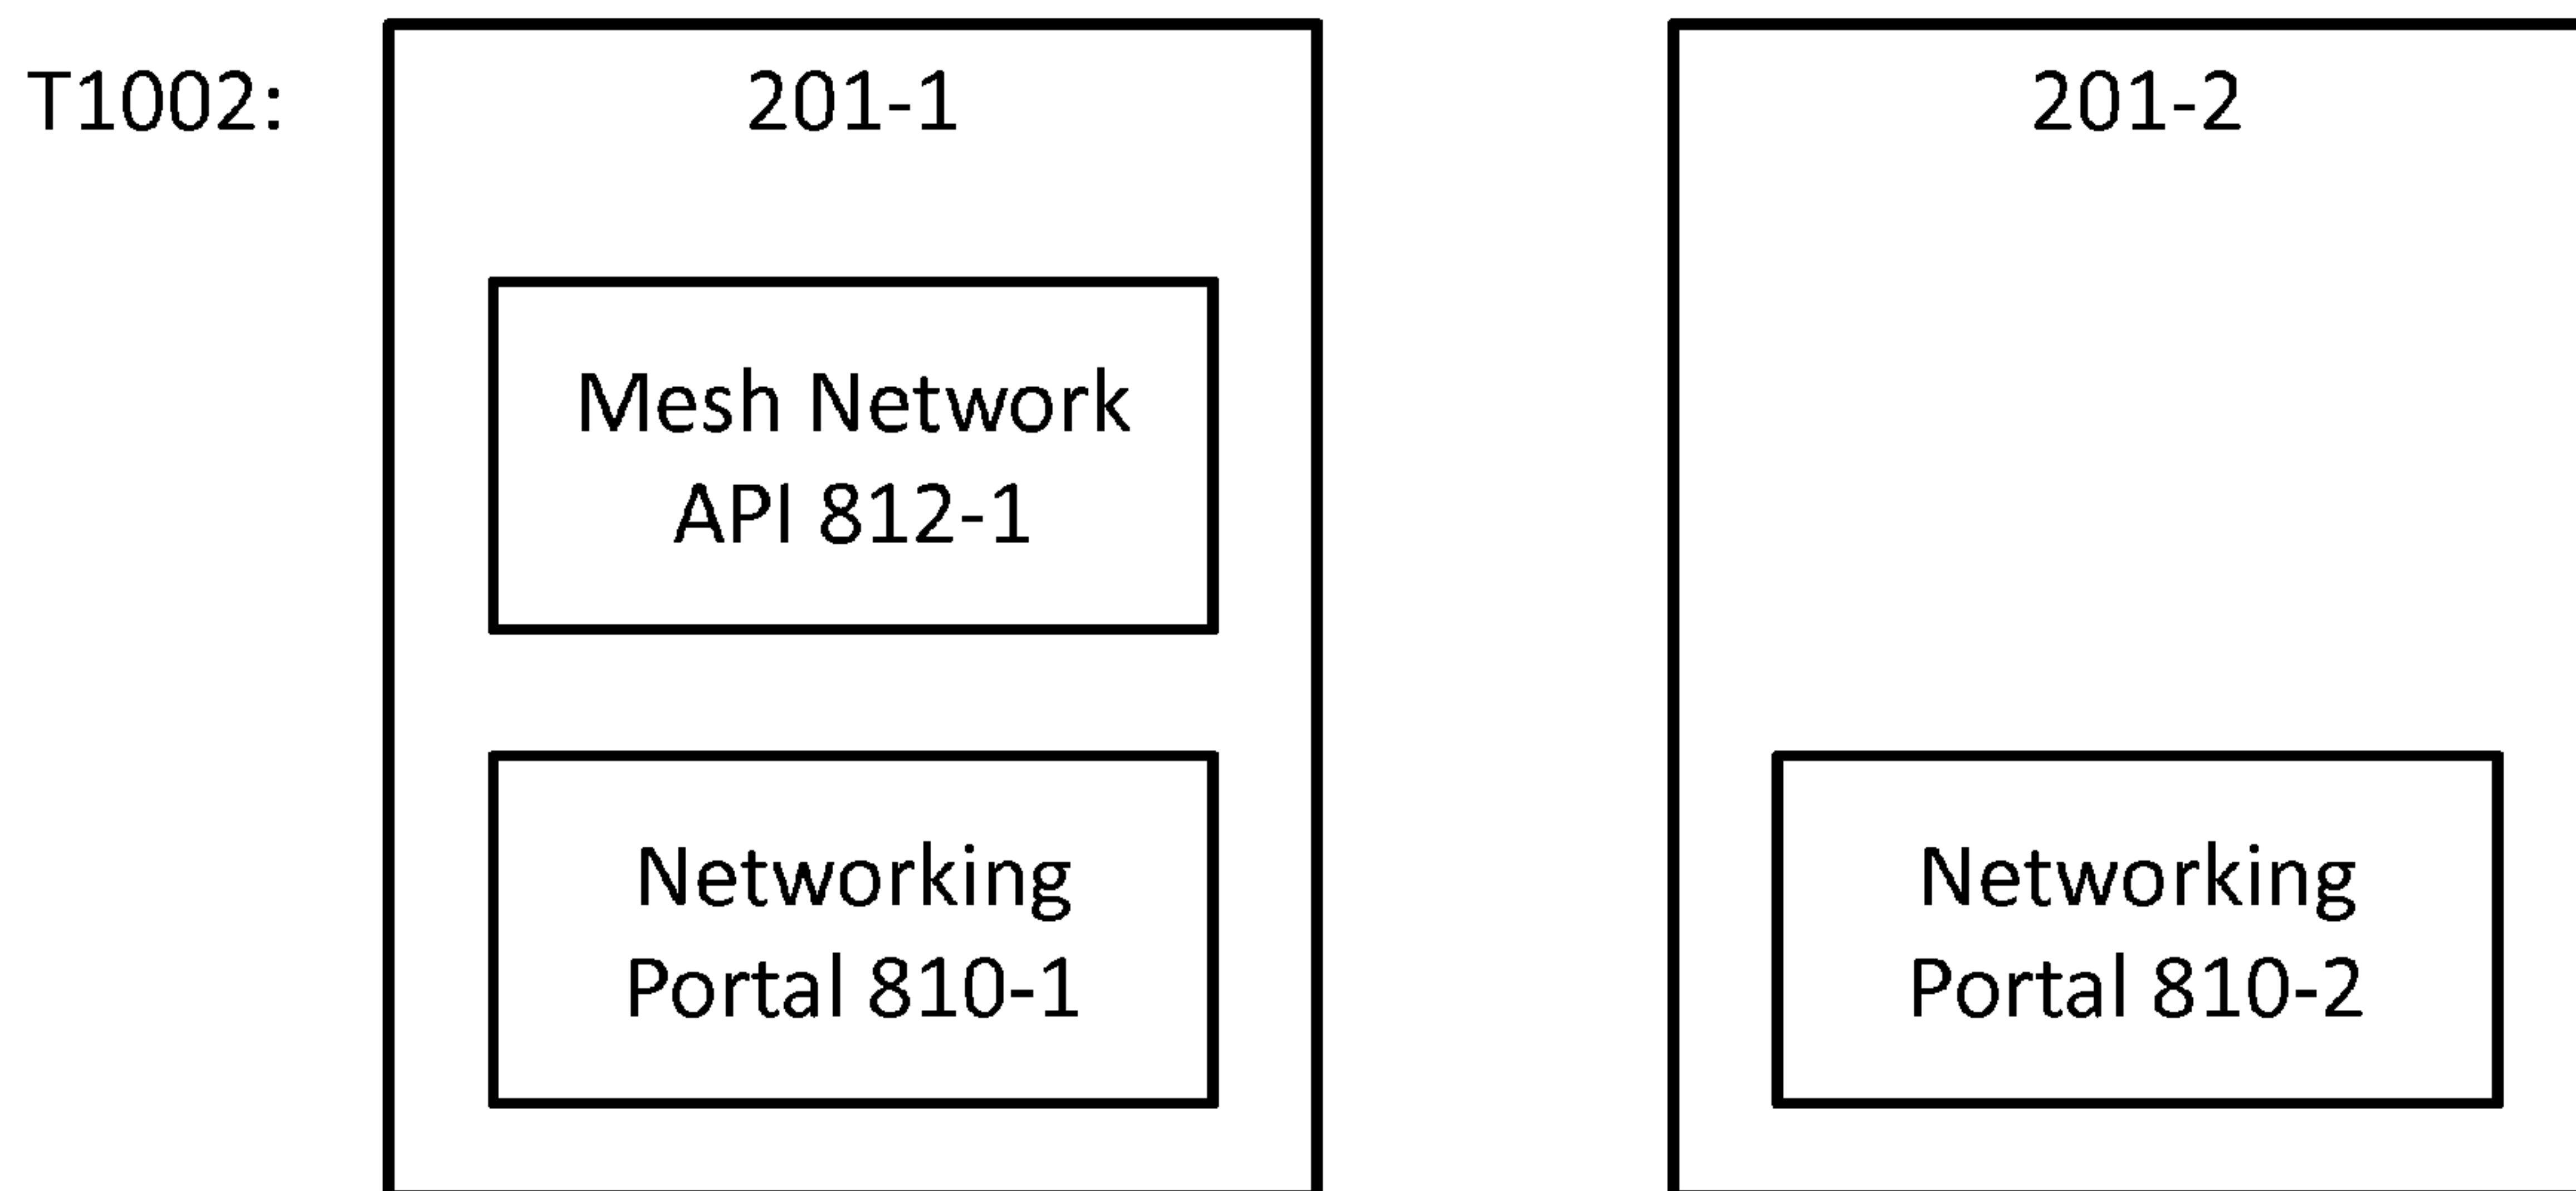 T1002:
201-1
Mesh Network
API 812-1
Networking
Portal 810-1
201-2
Networking
Portal 810-2